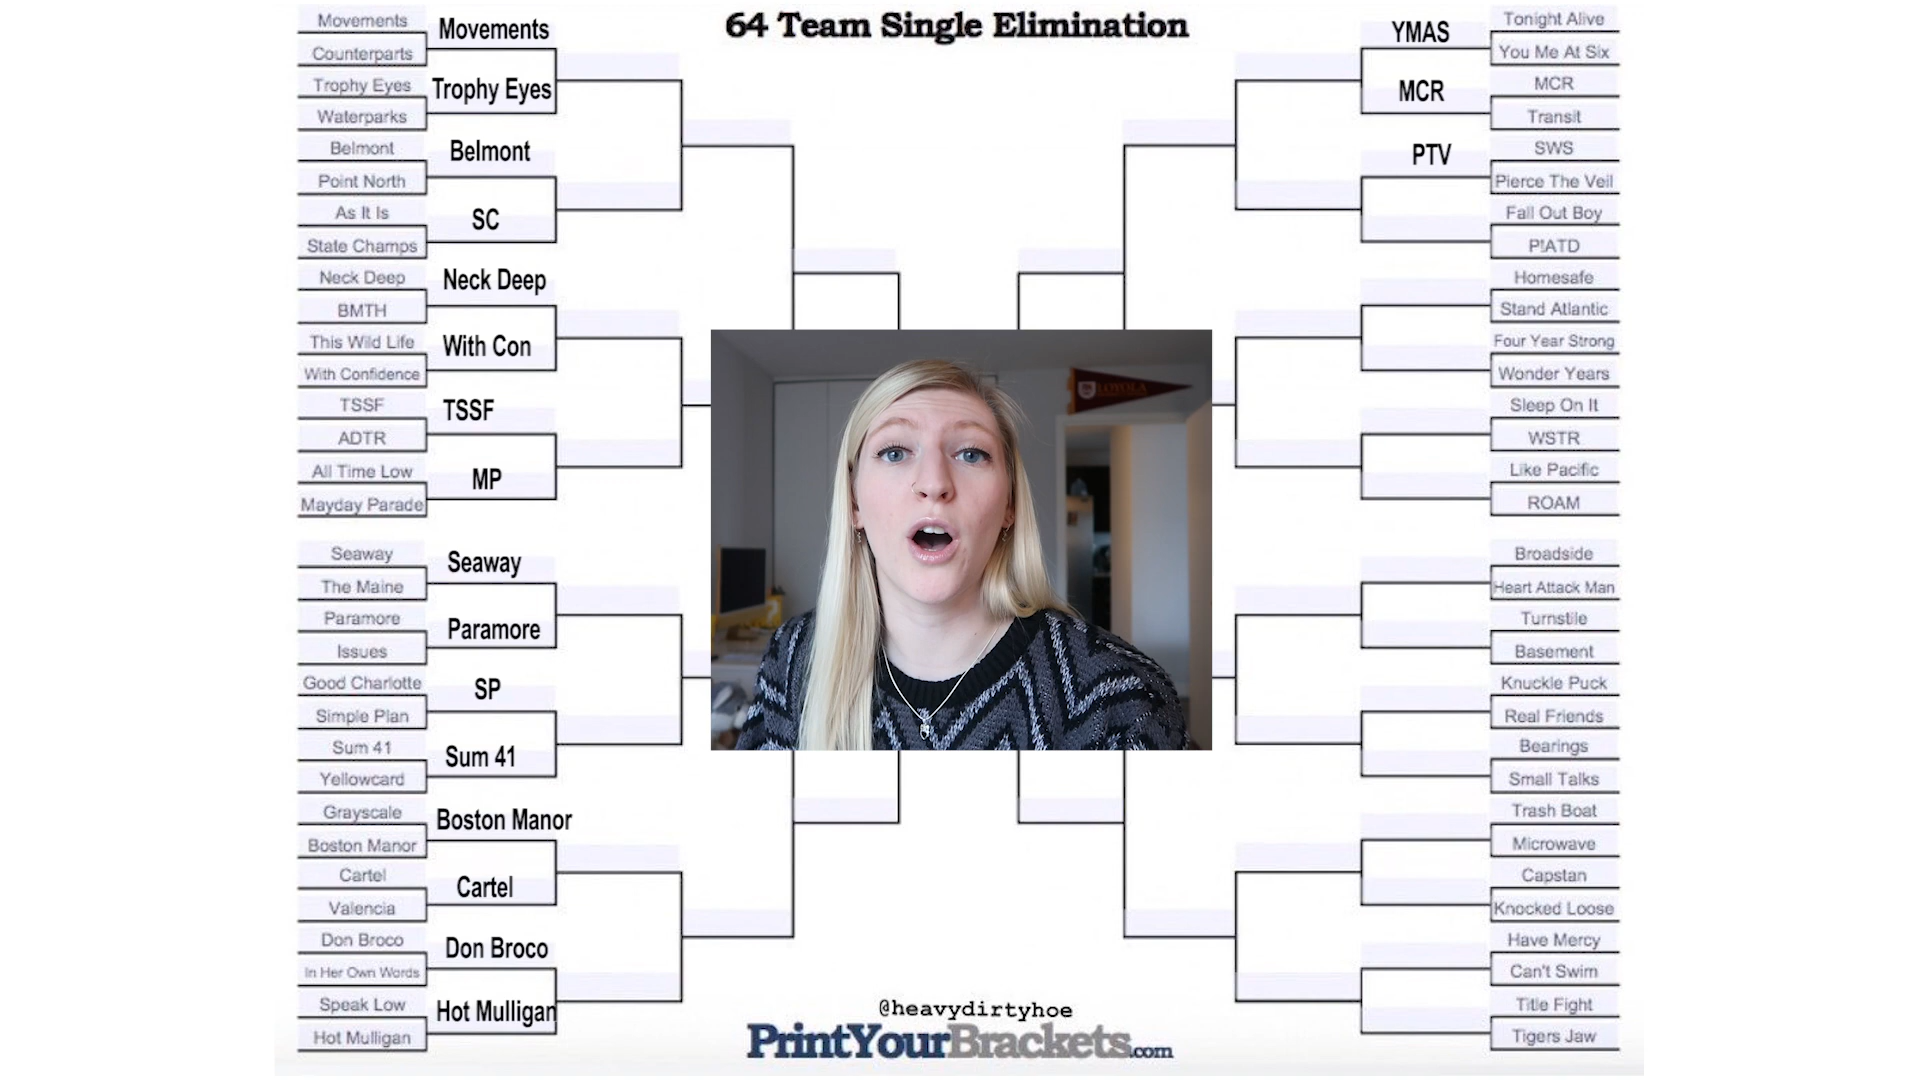 64 Team Single Elimination
Movements
Counterparts
Trophy Eyes
Waterparks
Belmont
Point North
As It Is
State Champs
Neck Deep
BMTH
This Wild Life
With Confidence
TSSF
ADTR
All Time Low
Mayday Parade
Seaway
The Maine
Paramore
Issues
Good Charlotte
Simple Plan
Sum 41
Yellowcard
Grayscale
Boston Manor
Cartel
Valencia
Don Broco
In Her Own Words
Speak Low
Hot Mulligan
Movements
Trophy Eyes
Belmont
SC
Neck Deep
With Con
TSSF
MP
Seaway
Paramore
SP
Sum 41
Boston Manor
Cartel
Don Broco
Hot Mulligan
LOYOLA
@heavydirtyhoe
PrintYourBrackets.com
YMAS
MCR
PTV
Tonight Alive
You Me At Six
MCR
Transit
SWS
Pierce The Veil
Fall Out Boy
P!ATD
Homesafe
Stand Atlantic
Four Year Strong
Wonder Years
Sleep On It
WSTR
Like Pacific
ROAM
Broadside
Heart Attack Man
Turnstile
Basement
Knuckle Puck
Real Friends
Bearings
Small Talks
Trash Boat
Microwave
Capstan
Knocked Loose
Have Mercy
Can't Swim
Title Fight
Tigers Jaw